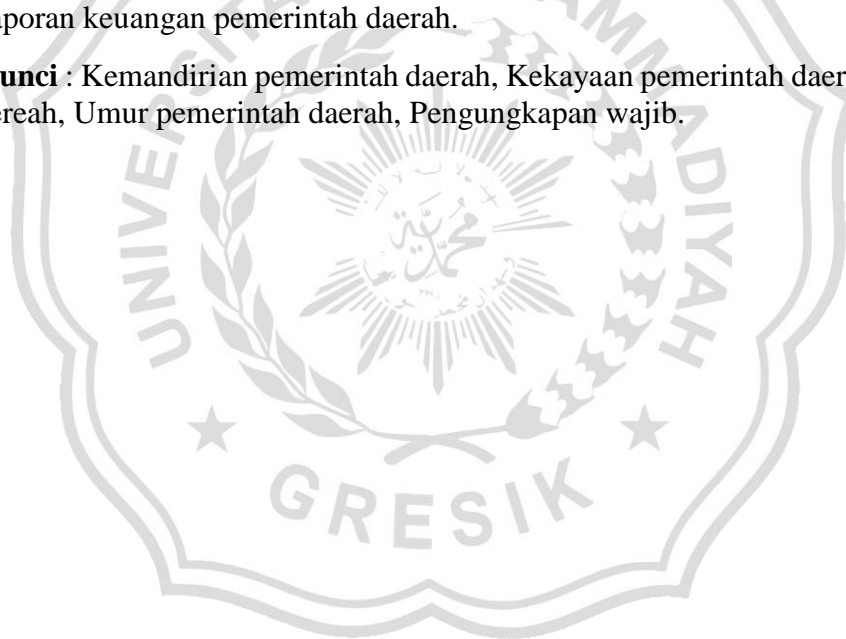 aporan keuangan pemerintah daerah.
unci : Kemandirian pemerintah daerah, Kekayaan pemerintah daer
ereah, Umur pemerintah daerah, Pengungkapan wajib.
GRESIK